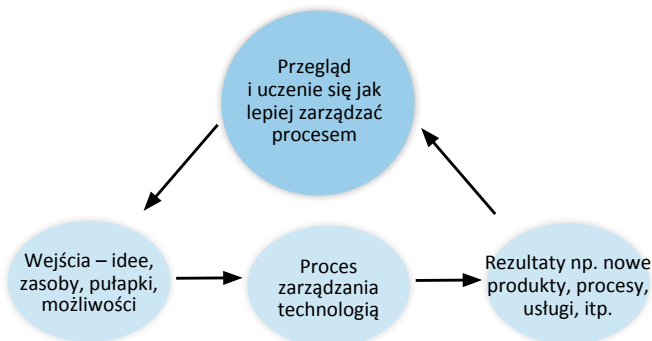 Przegląd
i uczenie się jak
lepiej zarządzać
procesem
Wejścia – idee,
zasoby, pułapki,
możliwości
Proces
zarządzania
technologią
Rezultaty np. nowe
produkty, procesy,
usługi, itp.